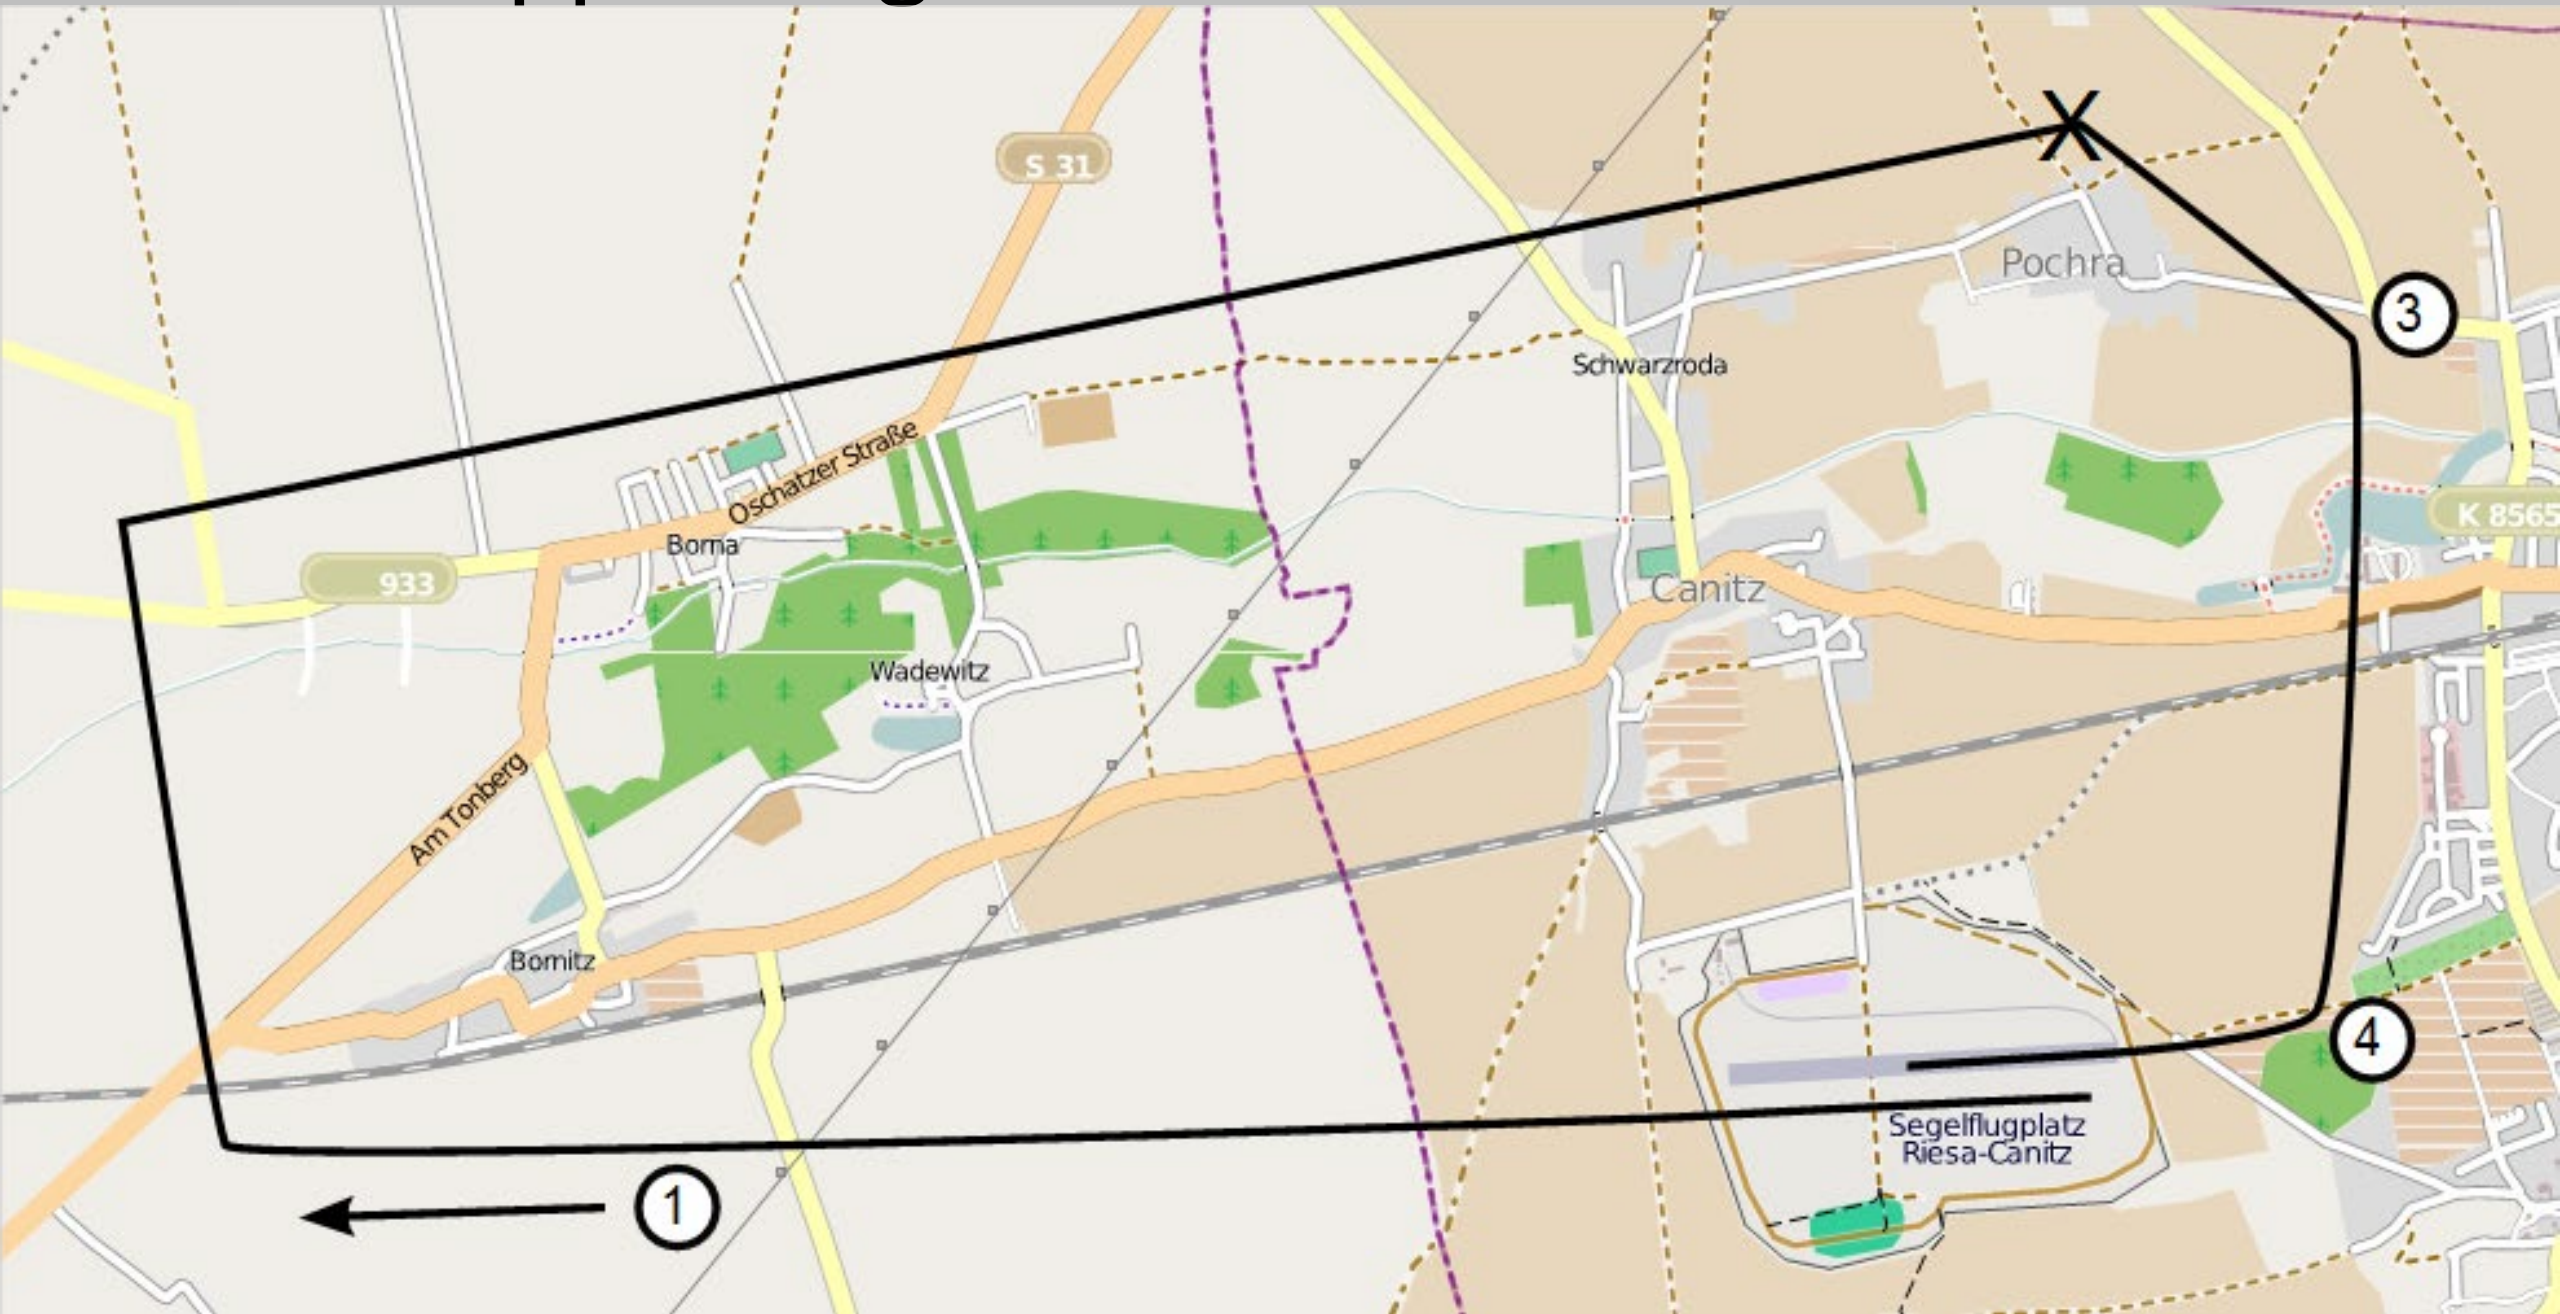 S 31
X
Pochra
3
Schwarzroda
Oschatzer Straße
K 8565
Borna
933
Canitz
Wadewitz
Am Tonberg
Bornitz
4
Segelflugplatz
Riesa-Canitz
1